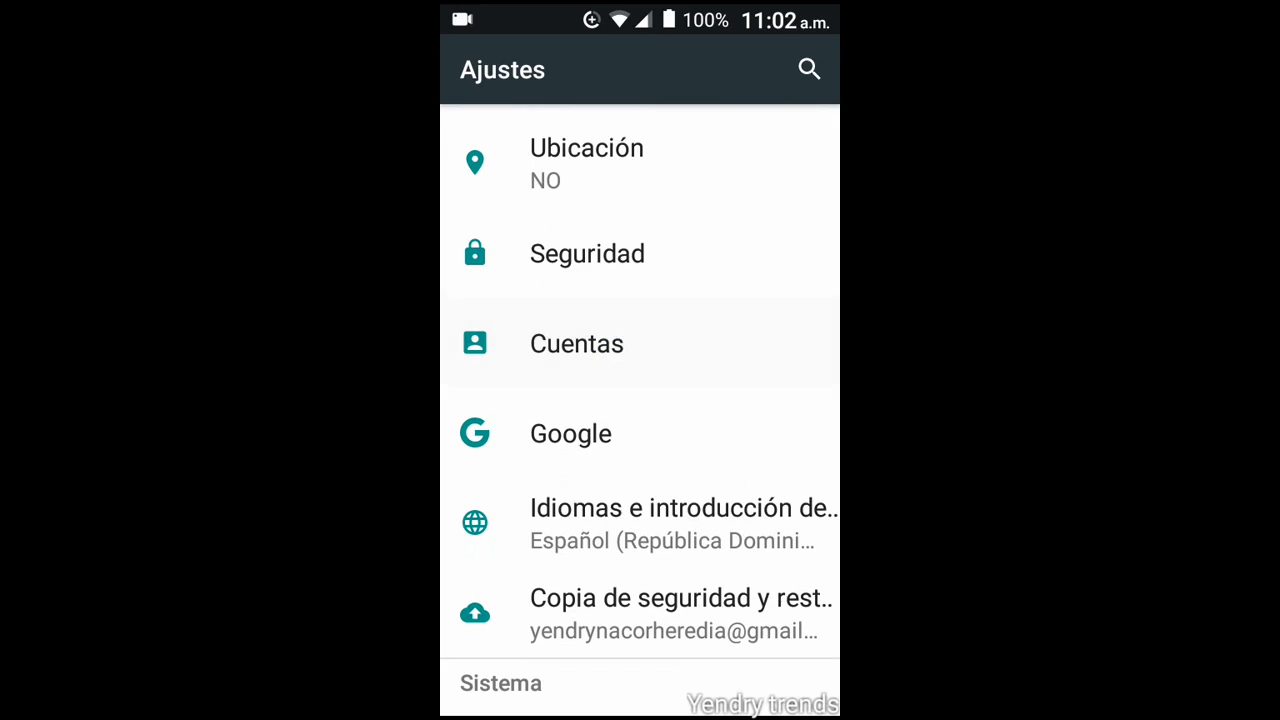 100% 11:02 a.m.
Ajustes
Ubicación
NO
Seguridad
Cuentas
Google
Idiomas e introducción de..
Español (República Domini...
Copia de seguridad y rest..
yendrynacorheredia@gmail...
Sistema
Yendry trends